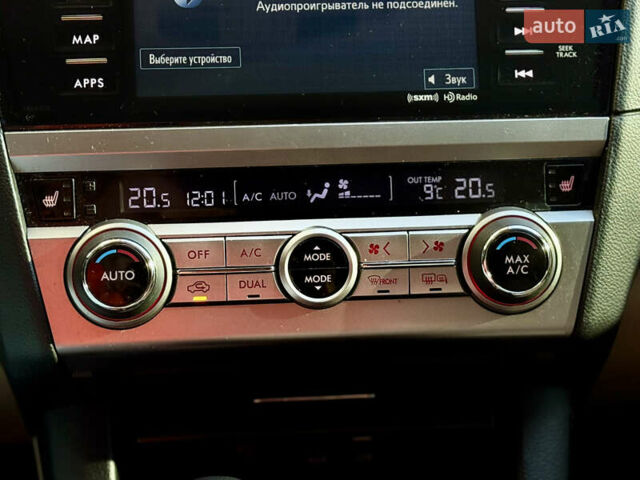 Аудиопроигрыватель не подсоединен.
auto RIA .com
MAP
SEEK
TRACK
Выберите устройство
APPS
Звук
((sxm)) HD Radio
20.5 12:01 A/C AUTO OUT TEMP 9°C 20.5
OFF A/C MODE
AUTO MAX
A/C
DUAL MODE FRONT